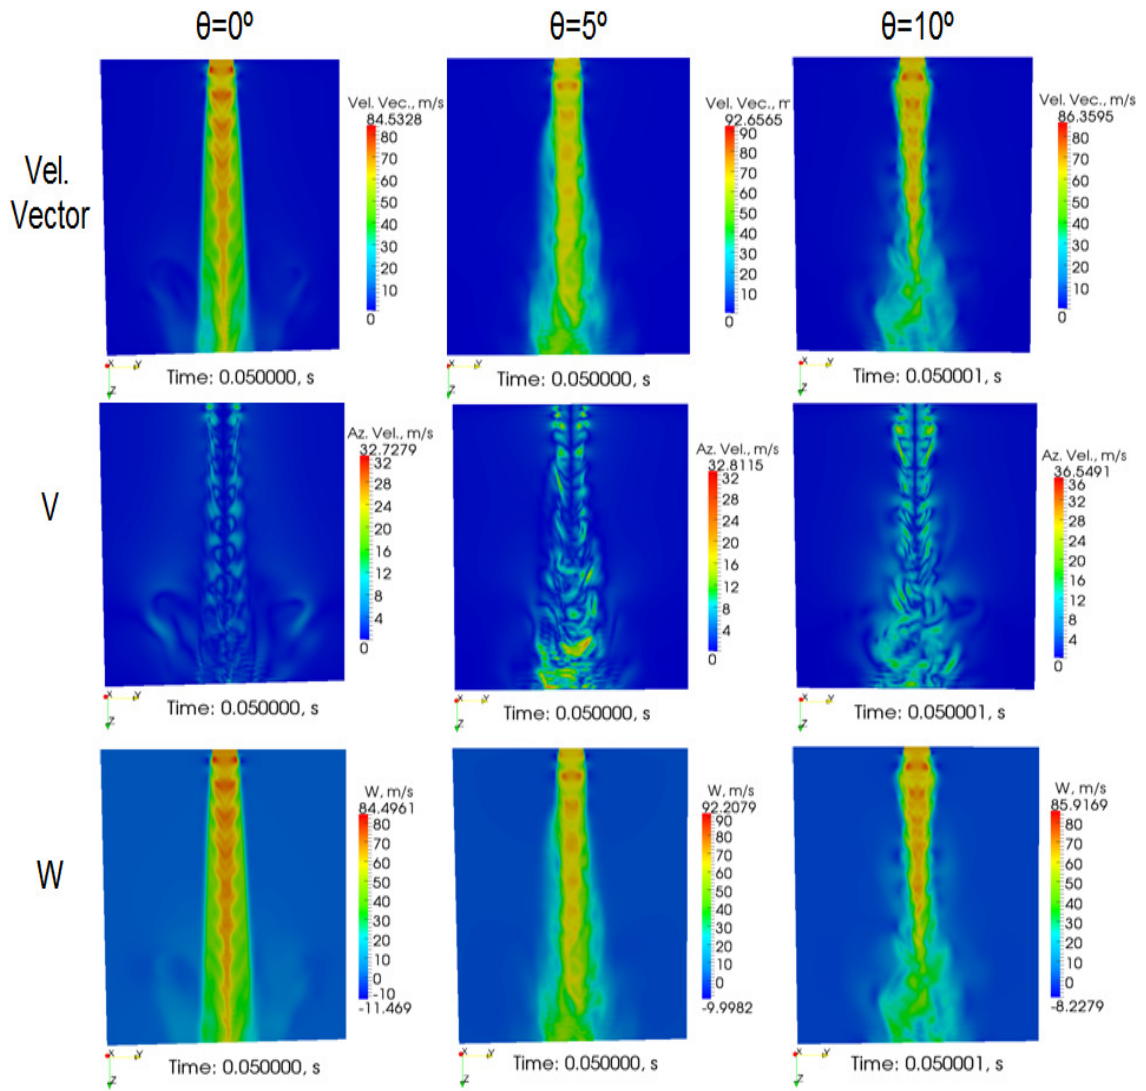 θ=0º θ=5º θ=10º
Vel.
Vector
Vel. Vec., m/s
84.5328
80
70
60
50
40
30
20
10
0
X Y
Z
Time: 0.050000, s
Vel. Vec., m
92.6565
90
80
70
60
50
40
30
20
10
0
X Y
Z
Time: 0.050000, s
Vel. Vec., m/s
86.3595
80
70
60
50
40
30
20
10
0
X Y
Z
Time: 0.050001, s
V
Az. Vel., m/s
32.7279
32
28
24
20
16
12
8
4
0
X Y
Z
Time: 0.050000, s
Az. Vel., m/s
32.8115
32
28
24
20
16
12
8
4
0
X Y
Z
Time: 0.050000, s
Az. Vel., m/s
36.5491
36
32
28
24
20
16
12
8
4
0
X Y
Z
Time: 0.050001, s
W
W, m/s
84.4961
80
70
60
50
40
30
20
10
0
-10
-11.469
X Y
Z
Time: 0.050000, s
W, m/s
92.2079
90
80
70
60
50
40
30
20
10
0
-9.9982
X Y
Z
Time: 0.050000, s
W, m/s
85.9169
80
70
60
50
40
30
20
10
0
-8.2279
X Y
Z
Time: 0.050001, s